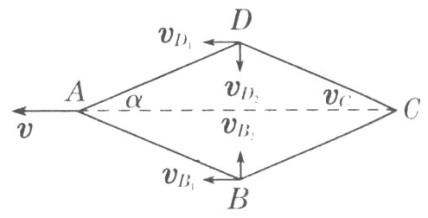 D
v_{D_1}
A α v_{D_2} v_C C
v v_{B_2}
v_{B_1}
B